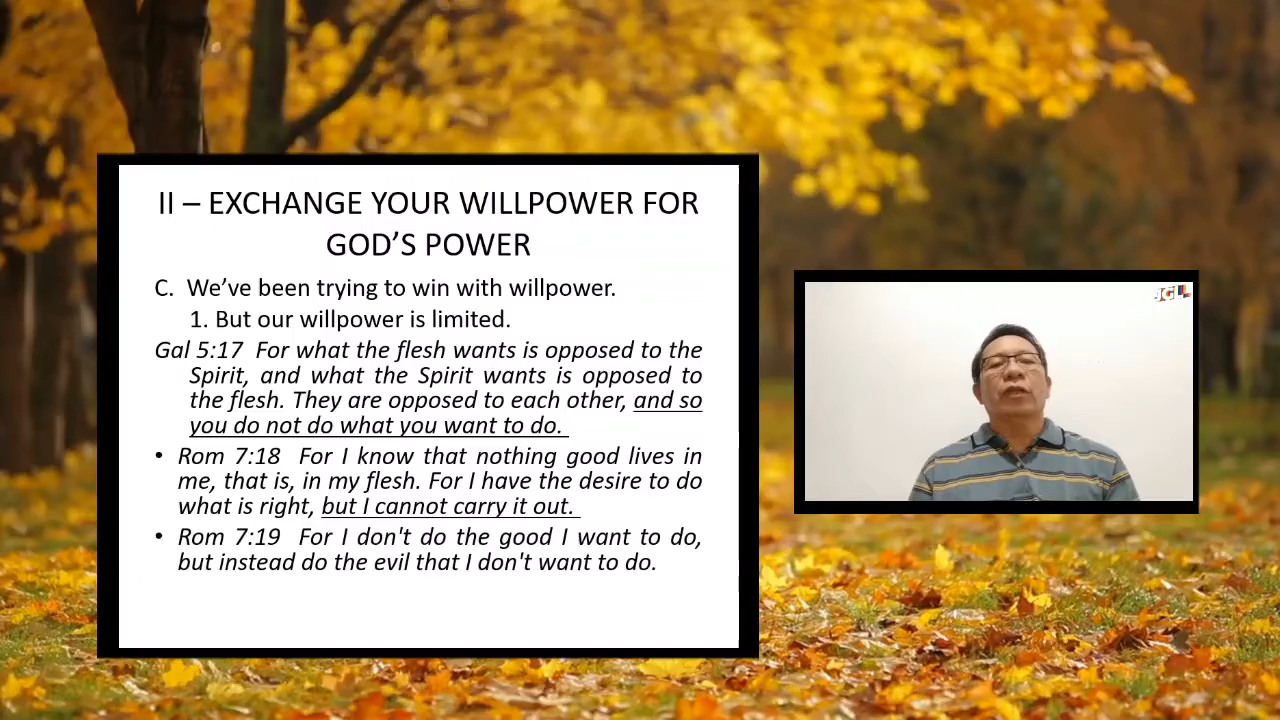 II – EXCHANGE YOUR WILLPOWER FOR
GOD’S POWER
C. We’ve been trying to win with willpower.
1. But our willpower is limited.
Gal 5:17 For what the flesh wants is opposed to the
Spirit, and what the Spirit wants is opposed to
the flesh. They are opposed to each other, and so
you do not do what you want to do.
• Rom 7:18 For I know that nothing good lives in
me, that is, in my flesh. For I have the desire to do
what is right, but I cannot carry it out.
• Rom 7:19 For I don't do the good I want to do,
but instead do the evil that I don't want to do.